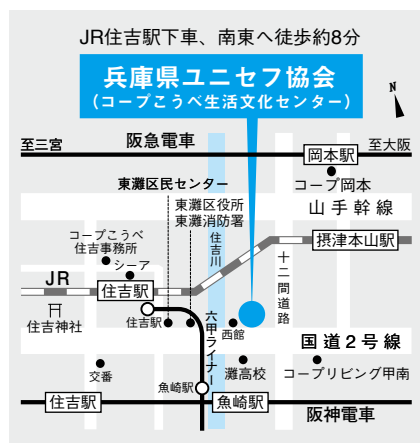 JR住吉駅下車、南東へ徒歩約8分
兵庫県ユニセフ協会
(コープこうべ生活文化センター)
N
至三宮
阪急電車
至大阪
岡本駅
コープ岡本
東灘区民センター
山手幹線
東灘区役所
東灘消防署
コープこうべ
住吉事務所
住吉川
摂津本山駅
シーア
十二間道路
JR
住吉駅
住吉神社
住吉駅
六甲ライナー
西館
国道2号線
交番
灘高校
コープリビング甲南
魚崎駅
住吉駅
魚崎駅
阪神電車